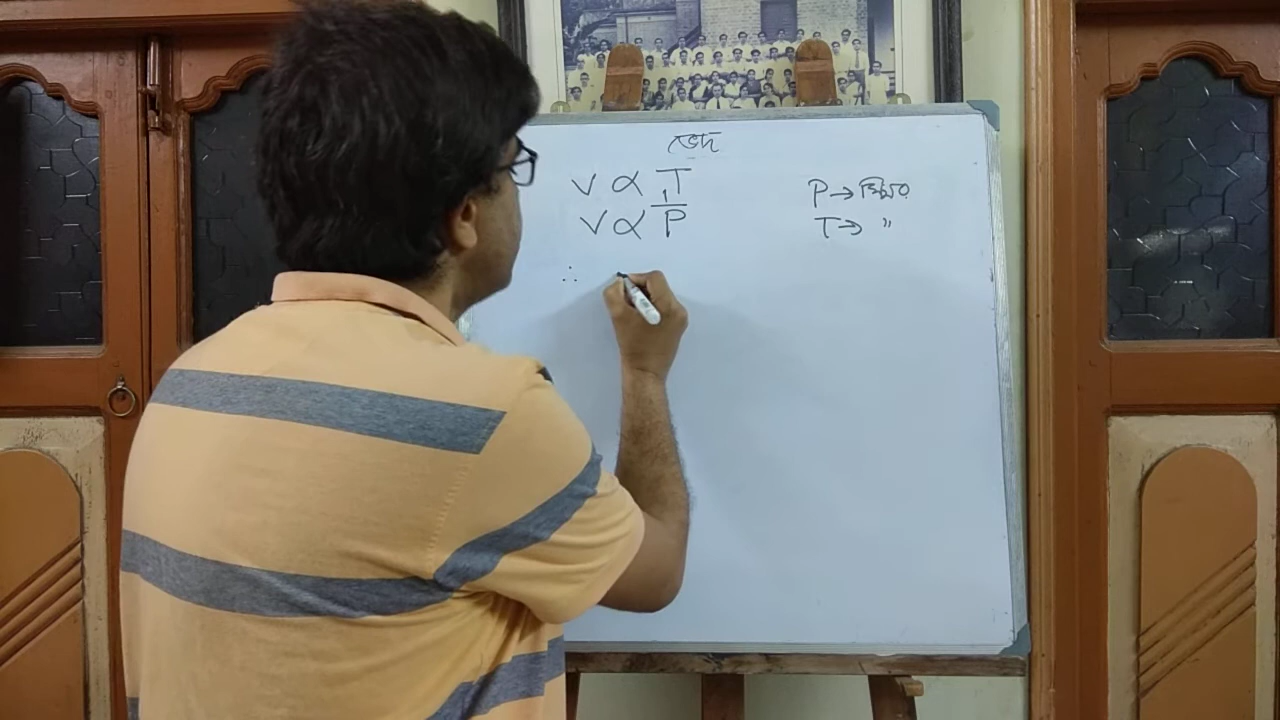 ভেদ
V ∝ T
V ∝ 1/P
P → স্থির
T → "
∴